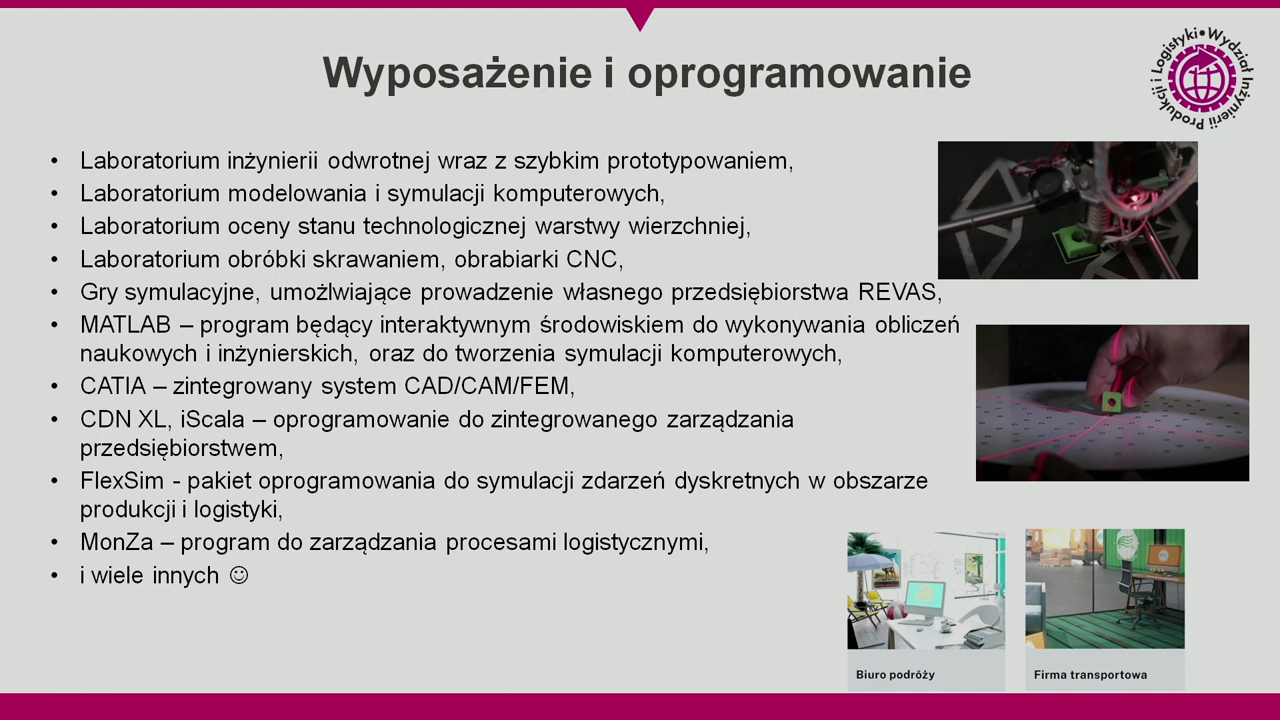 Wyposażenie i oprogramowanie
Wydział Inżynierii Produkcji i Logistyki
• Laboratorium inżynierii odwrotnej wraz z szybkim prototypowaniem,
• Laboratorium modelowania i symulacji komputerowych,
• Laboratorium oceny stanu technologicznej warstwy wierzchniej,
• Laboratorium obróbki skrawaniem, obrabiarki CNC,
• Gry symulacyjne, umożlwiające prowadzenie własnego przedsiębiorstwa REVAS,
• MATLAB – program będący interaktywnym środowiskiem do wykonywania obliczeń
naukowych i inżynierskich, oraz do tworzenia symulacji komputerowych,
• CATIA – zintegrowany system CAD/CAM/FEM,
• CDN XL, iScala – oprogramowanie do zintegrowanego zarządzania
przedsiębiorstwem,
• FlexSim - pakiet oprogramowania do symulacji zdarzeń dyskretnych w obszarze
produkcji i logistyki,
• MonZa – program do zarządzania procesami logistycznymi,
• i wiele innych ☺
Biuro podróży
Firma transportowa